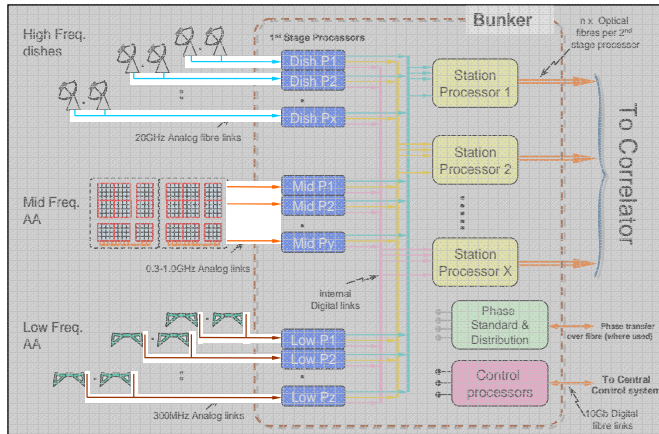 High Freq.
dishes
Bunker
n x Optical
fibres per 2nd
stage processor
1st Stage Processors
Dish P1
Dish P2
Dish Px
20GHz Analog fibre links
Station
Processor 1
Station
Processor 2
Station
Processor X
To Correlator
Mid Freq.
AA
Mid P1
Mid P2
Mid Py
0.3-1.0GHz Analog links
Internal
Digital links
Low Freq.
AA
Low P1
Low P2
Low Pz
300MHz Analog links
Phase
Standard &
Distribution
Phase transfer
over fibre (where used)
Control
processors
To Central
Control system
10Gb Digital
fibre links